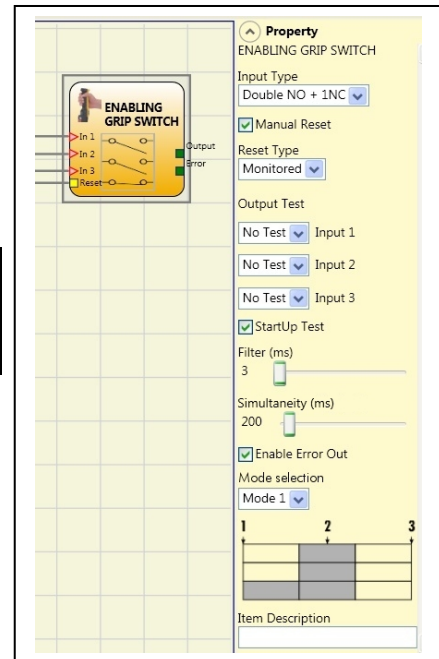 ENABLING
GRIP SWITCH
In 1
In 2
In 3
Reset
Output
Error
Property
ENABLING GRIP SWITCH
Input Type
Double NO + 1NC
Manual Reset
Reset Type
Monitored
Output Test
No Test Input 1
No Test Input 2
No Test Input 3
StartUp Test
Filter (ms)
3
Simultaneity (ms)
200
Enable Error Out
Mode selection
Mode 1
1 2 3
Item Description